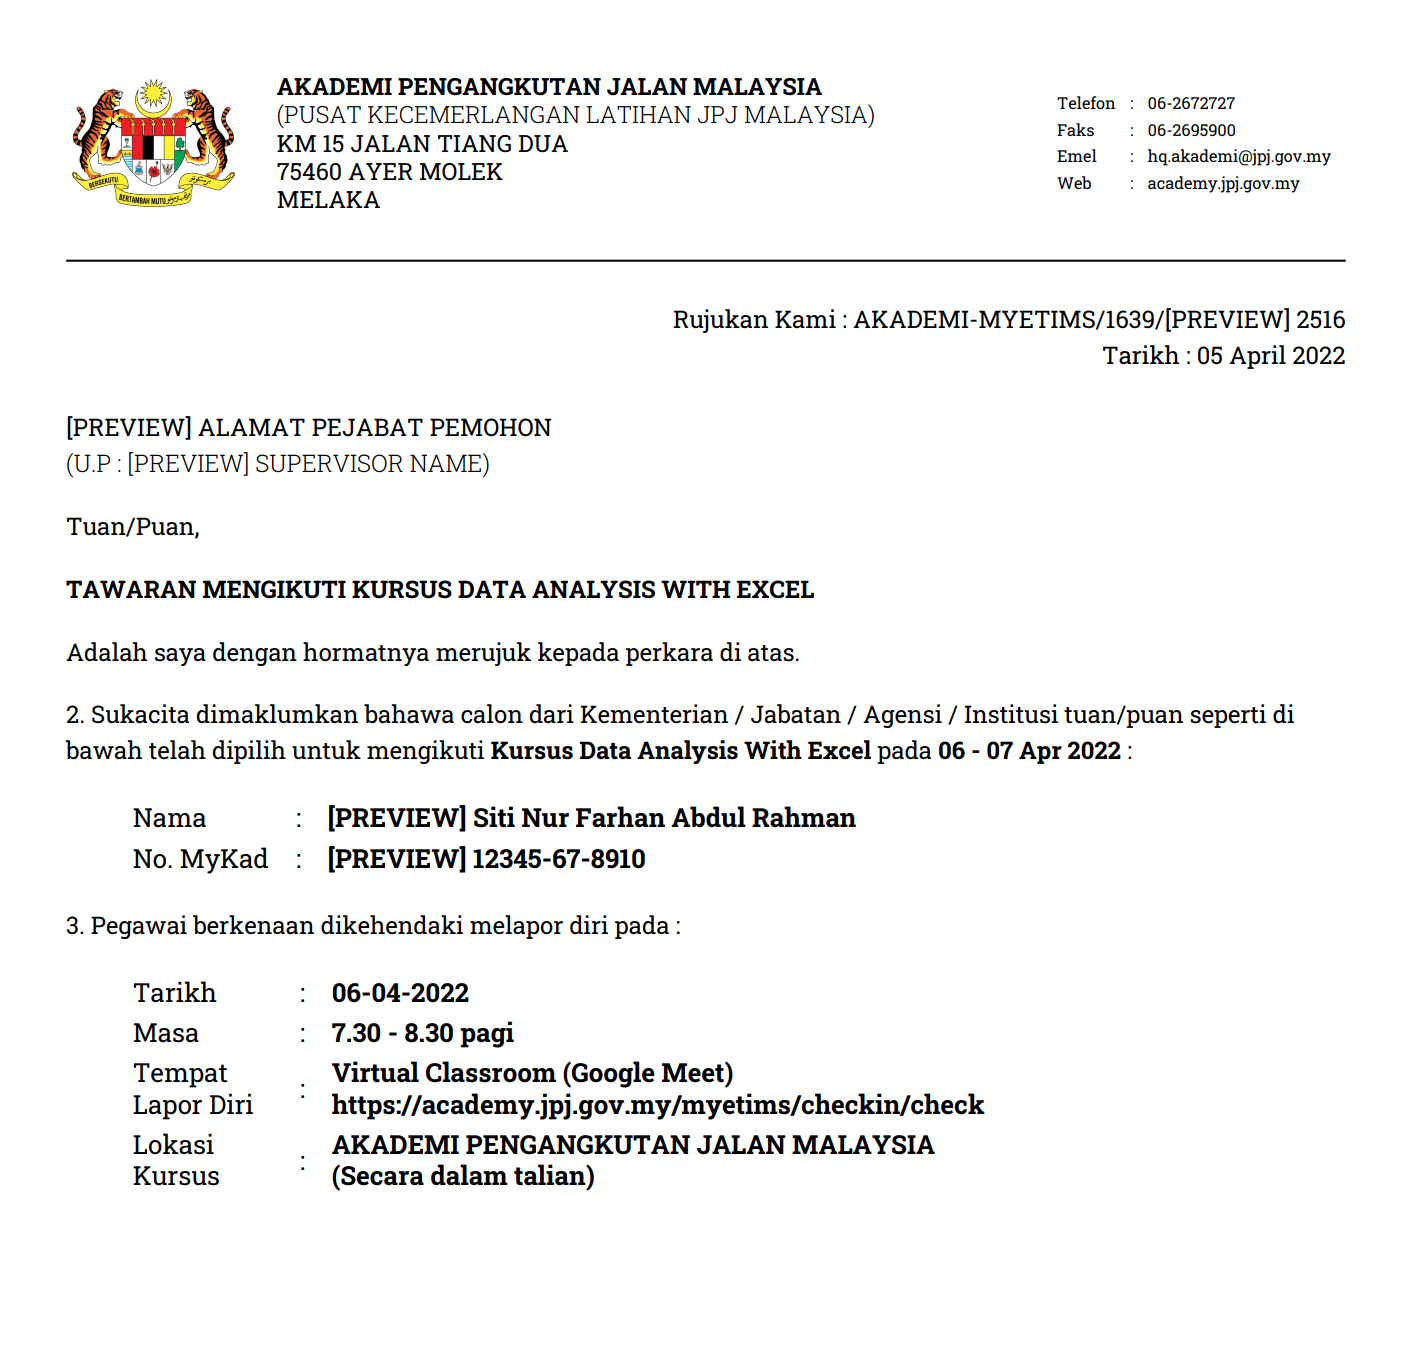 BERSEKUTU
BERTAMBAH MUTU
AKADEMI PENGANGKUTAN JALAN MALAYSIA
(PUSAT KECEMERLANGAN LATIHAN JPJ MALAYSIA)
KM 15 JALAN TIANG DUA
75460 AYER MOLEK
MELAKA
Telefon : 06-2672727
Faks : 06-2695900
Emel : hq.akademi@jpj.gov.my
Web : academy.jpj.gov.my
Rujukan Kami : AKADEMI-MYETIMS/1639/[PREVIEW] 2516
Tarikh : 05 April 2022
[PREVIEW] ALAMAT PEJABAT PEMOHON
(U.P : [PREVIEW] SUPERVISOR NAME)
Tuan/Puan,
TAWARAN MENGIKUTI KURSUS DATA ANALYSIS WITH EXCEL
Adalah saya dengan hormatnya merujuk kepada perkara di atas.
2. Sukacita dimaklumkan bahawa calon dari Kementerian / Jabatan / Agensi / Institusi tuan/puan seperti di
bawah telah dipilih untuk mengikuti Kursus Data Analysis With Excel pada 06 - 07 Apr 2022 :
Nama : [PREVIEW] Siti Nur Farhan Abdul Rahman
No. MyKad : [PREVIEW] 12345-67-8910
3. Pegawai berkenaan dikehendaki melapor diri pada :
Tarikh : 06-04-2022
Masa : 7.30 - 8.30 pagi
Tempat Lapor Diri : Virtual Classroom (Google Meet)
https://academy.jpj.gov.my/myetims/checkin/check
Lokasi Kursus : AKADEMI PENGANGKUTAN JALAN MALAYSIA
(Secara dalam talian)